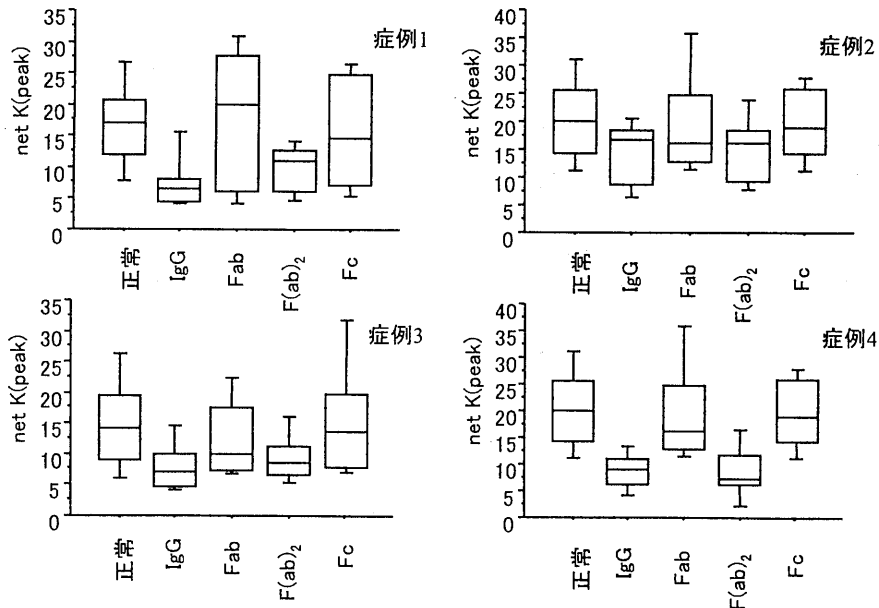 症例1
net K(peak)
35
30
25
20
15
10
5
0
正常
IgG
Fab
F(ab)2
Fc
症例2
net K(peak)
40
35
30
25
20
15
10
5
0
正常
IgG
Fab
F(ab)2
Fc
症例3
net K(peak)
35
30
25
20
15
10
5
0
正常
IgG
Fab
F(ab)2
Fc
症例4
net K(peak)
40
35
30
25
20
15
10
5
0
正常
IgG
Fab
F(ab)2
Fc